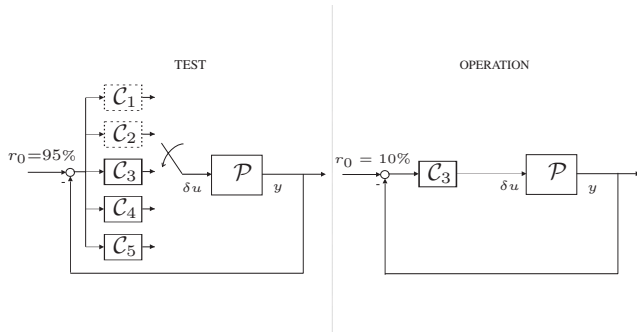 TEST
OPERATION
C₁
C₂
r₀=95%
C₃
-
δu
P
y
C₄
C₅
r₀ = 10%
C₃
-
δu
P
y